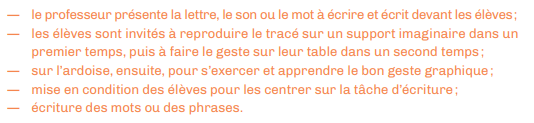 — le professeur présente la lettre, le son ou le mot à écrire et écrit devant les élèves ;
— les élèves sont invités à reproduire le tracé sur un support imaginaire dans un
premier temps, puis à faire le geste sur leur table dans un second temps ;
— sur l'ardoise, ensuite, pour s'exercer et apprendre le bon geste graphique ;
— mise en condition des élèves pour les centrer sur la tâche d'écriture ;
— écriture des mots ou des phrases.